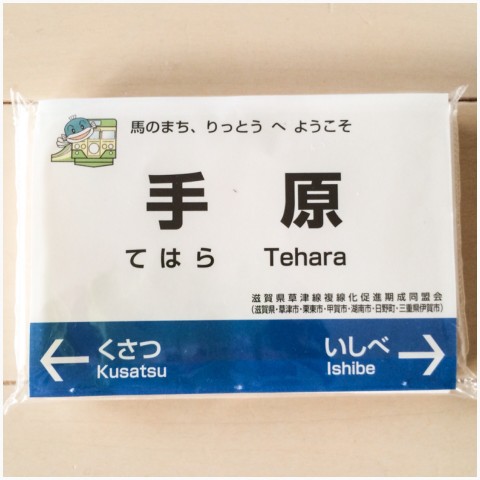 馬のまち、りっとう へ ようこそ
手 原
てはら Tehara
滋賀県草津線複線化促進期成同盟会
(滋賀県・草津市・栗東市・甲賀市・湖南市・日野町・三重県伊賀市)
くさつ いしべ
Kusatsu Ishibe